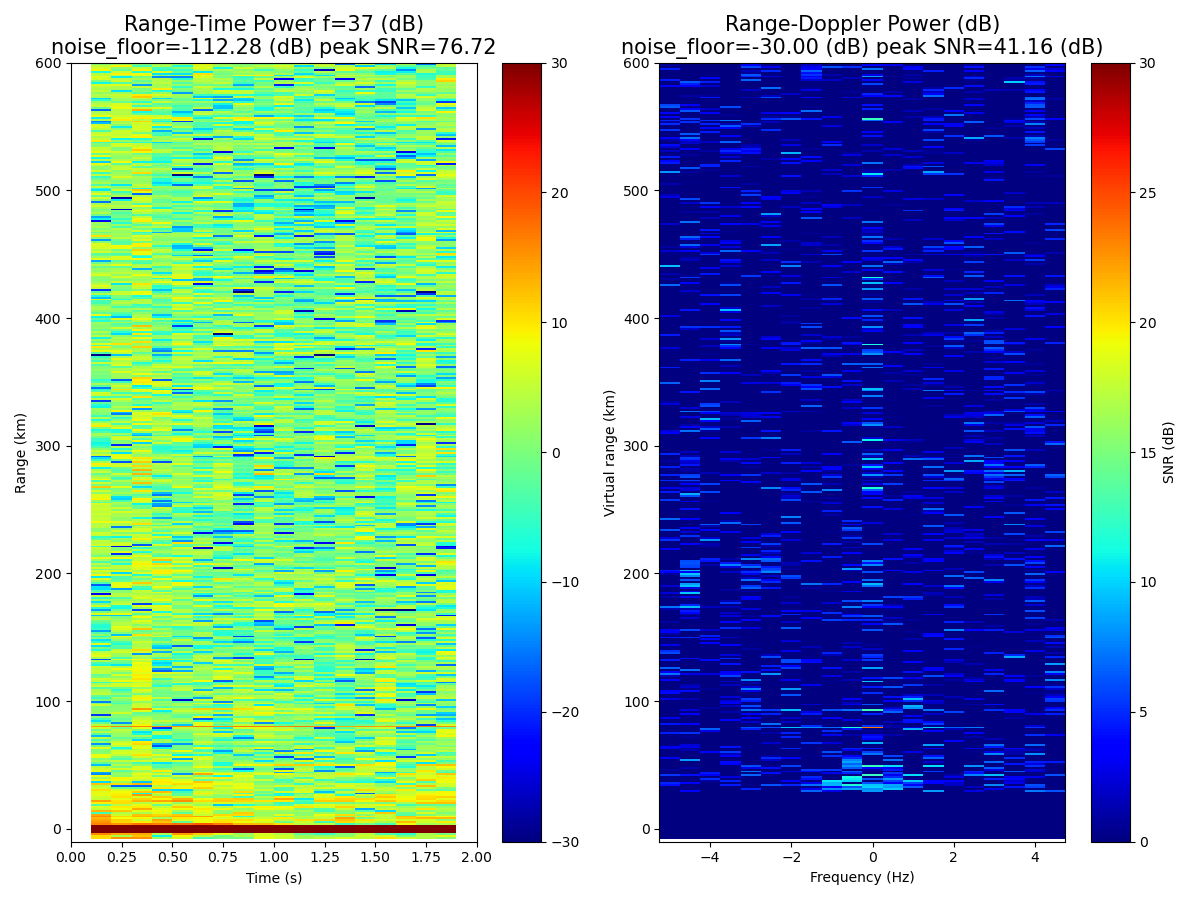 Range-Time Power f=37 (dB)
noise_floor=-112.28 (dB) peak SNR=76.72
600
500
400
300
200
100
0
Range (km)
0.00 0.25 0.50 0.75 1.00 1.25 1.50 1.75 2.00
Time (s)
30
20
10
0
−10
−20
−30
Range-Doppler Power (dB)
noise_floor=-30.00 (dB) peak SNR=41.16 (dB)
600
500
400
300
200
100
0
Virtual range (km)
−4 −2 0 2 4
Frequency (Hz)
30
25
20
15
10
5
0
SNR (dB)